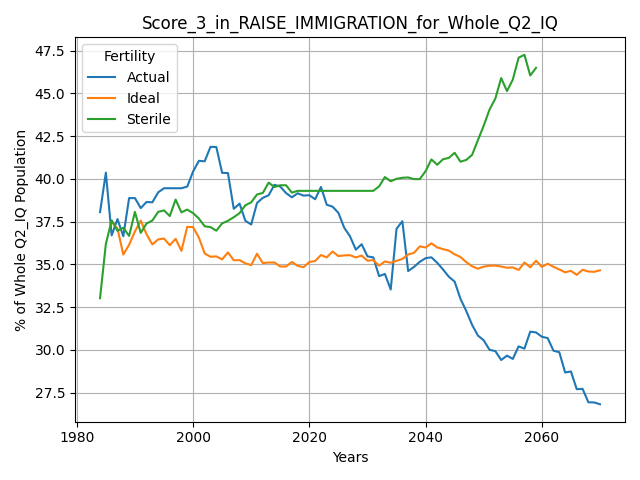 Score_3_in_RAISE_IMMIGRATION_for_Whole_Q2_IQ
Fertility
Actual
Ideal
Sterile
% of Whole Q2_IQ Population
47.5
45.0
42.5
40.0
37.5
35.0
32.5
30.0
27.5
1980
2000
2020
2040
2060
Years